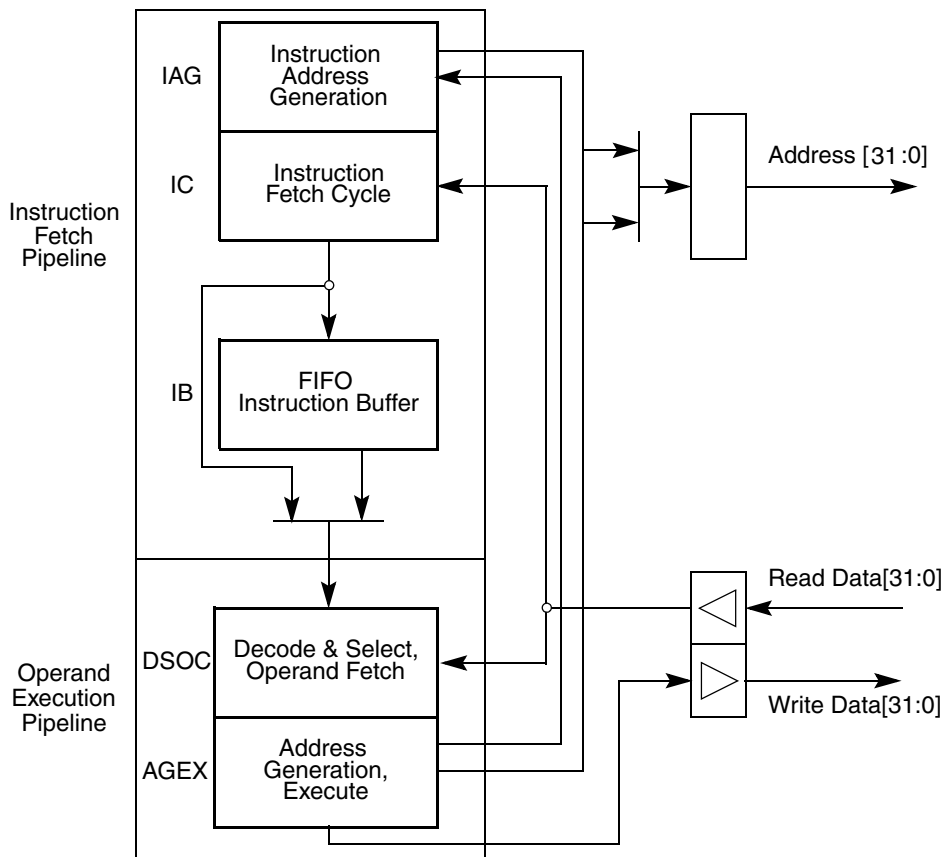 IAG
Instruction
Address
Generation
Address [31:0]
IC
Instruction
Fetch Cycle
Instruction
Fetch
Pipeline
IB
FIFO
Instruction Buffer
Read Data[31:0]
DSOC
Decode & Select,
Operand Fetch
Operand
Execution
Pipeline
Write Data[31:0]
AGEX
Address
Generation,
Execute